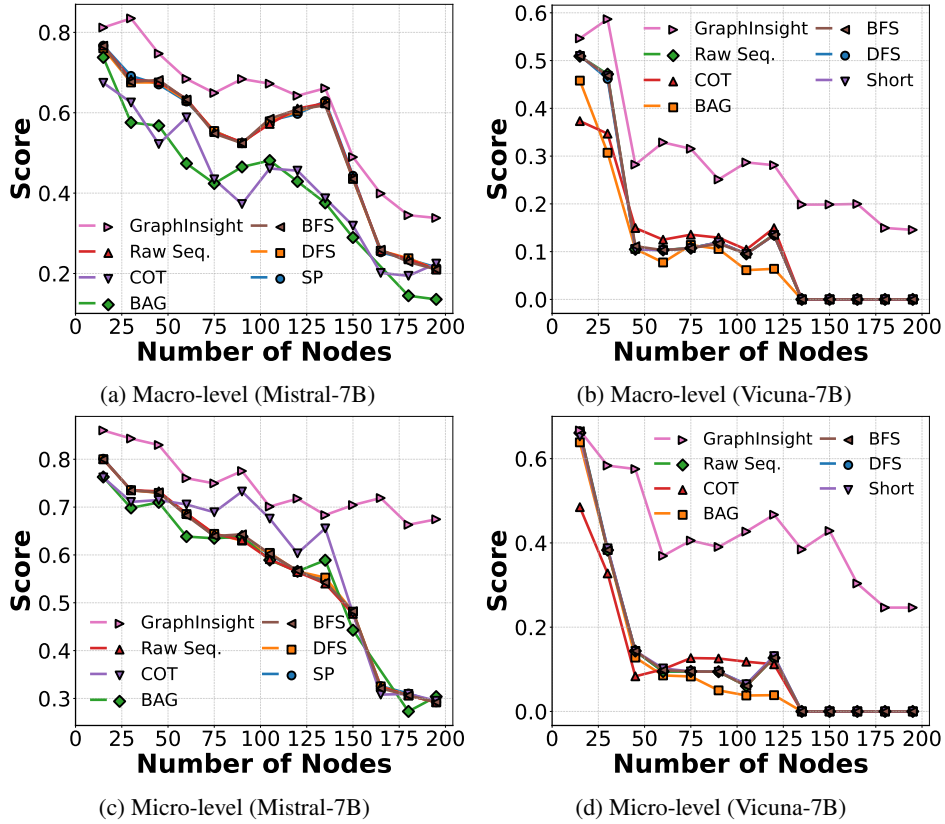 Score
0.8
0.6
0.4
0.2
GraphInsight
Raw Seq.
COT
BAG
BFS
DFS
SP
0 25 50 75 100 125 150 175 200
Number of Nodes
(a) Macro-level (Mistral-7B)
Score
0.6
0.5
0.4
0.3
0.2
0.1
0.0
GraphInsight
Raw Seq.
COT
BAG
BFS
DFS
Short
0 25 50 75 100 125 150 175 200
Number of Nodes
(b) Macro-level (Vicuna-7B)
Score
0.8
0.7
0.6
0.5
0.4
0.3
GraphInsight
Raw Seq.
COT
BAG
BFS
DFS
SP
0 25 50 75 100 125 150 175 200
Number of Nodes
(c) Micro-level (Mistral-7B)
Score
0.6
0.4
0.2
0.0
GraphInsight
Raw Seq.
COT
BAG
BFS
DFS
Short
0 25 50 75 100 125 150 175 200
Number of Nodes
(d) Micro-level (Vicuna-7B)